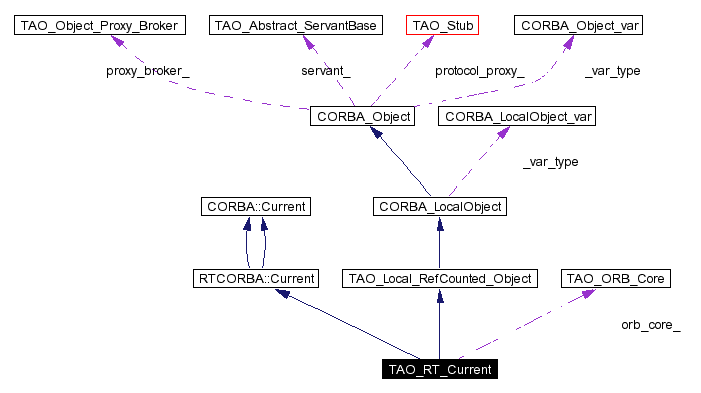 TAO_Object_Proxy_Broker
TAO_Abstract_ServantBase
TAO_Stub
CORBA_Object_var
proxy_broker_
servant_
protocol_proxy_
_var_type
CORBA_Object
CORBA_LocalObject_var
_var_type
CORBA::Current
CORBA_LocalObject
RTCORBA::Current
TAO_Local_RefCounted_Object
TAO_ORB_Core
orb_core_
TAO_RT_Current